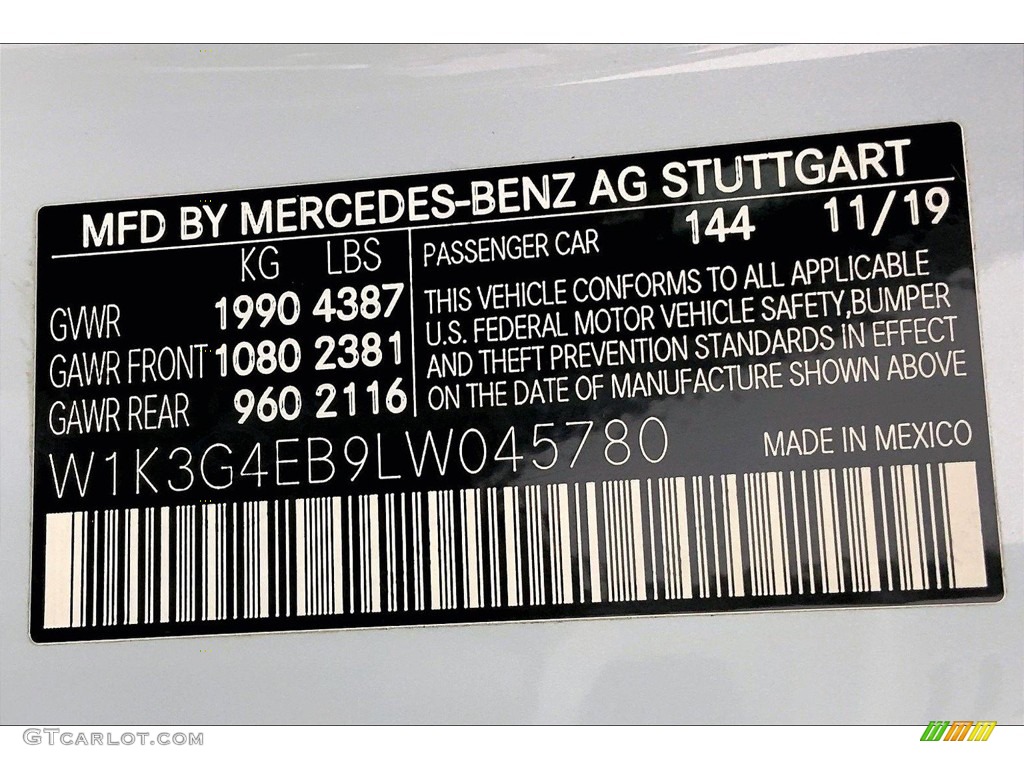 MFD BY MERCEDES-BENZ AG STUTTGART
KG LBS
GVWR 1990 4387
GAWR FRONT 1080 2381
GAWR REAR 960 2116
PASSENGER CAR 144 11/19
THIS VEHICLE CONFORMS TO ALL APPLICABLE
U.S. FEDERAL MOTOR VEHICLE SAFETY,BUMPER
AND THEFT PREVENTION STANDARDS IN EFFECT
ON THE DATE OF MANUFACTURE SHOWN ABOVE
W1K3G4EB9LW045780
MADE IN MEXICO
GTCARLOT.COM